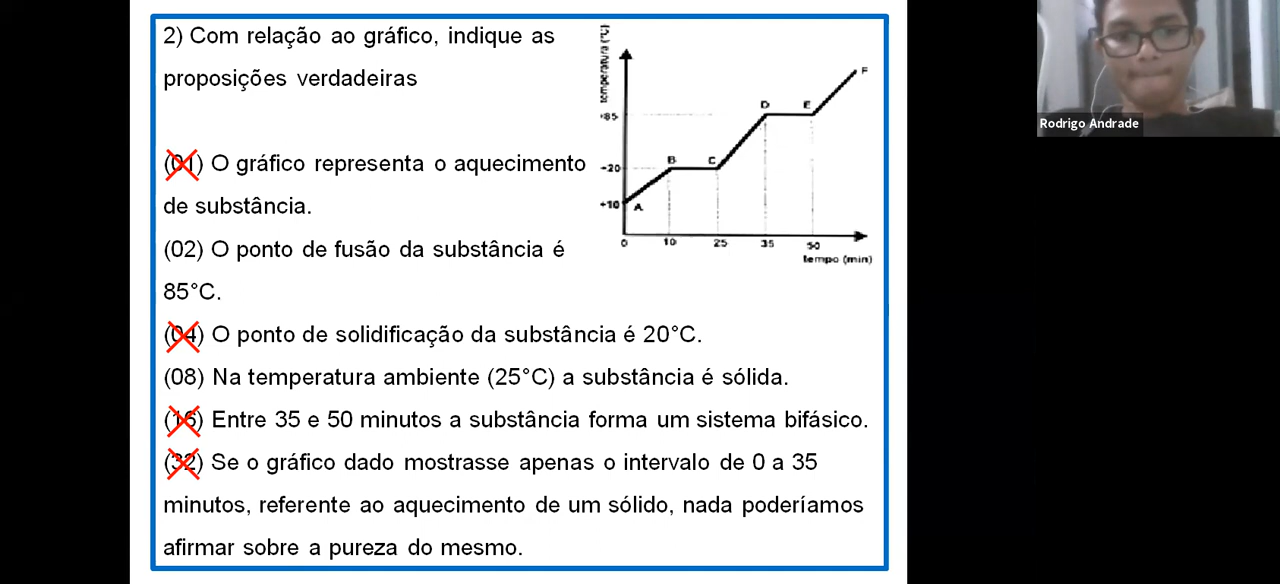 2) Com relação ao gráfico, indique as
proposições verdadeiras
(01) O gráfico representa o aquecimento
de substância.
(02) O ponto de fusão da substância é
85°C.
(04) O ponto de solidificação da substância é 20°C.
(08) Na temperatura ambiente (25°C) a substância é sólida.
(16) Entre 35 e 50 minutos a substância forma um sistema bifásico.
(32) Se o gráfico dado mostrasse apenas o intervalo de 0 a 35
minutos, referente ao aquecimento de um sólido, nada poderíamos
afirmar sobre a pureza do mesmo.
temperatura (°C)
F
D E
+85
B C
+20
+10 A
0 10 25 35 50
tempo (min)
Rodrigo Andrade